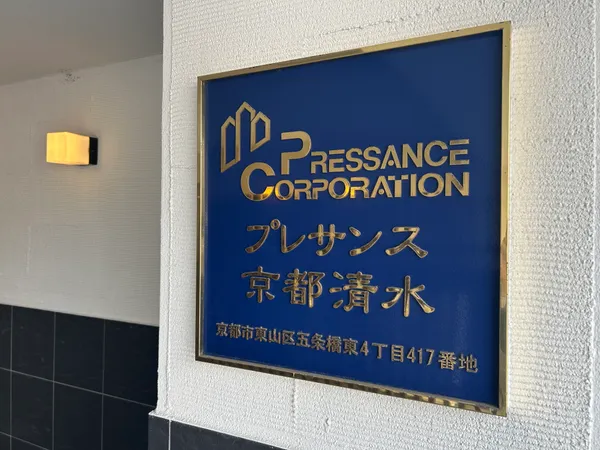 PRESSANCE
CORPORATION
プレサンス
京都清水
京都市東山区五条橋東4丁目417番地